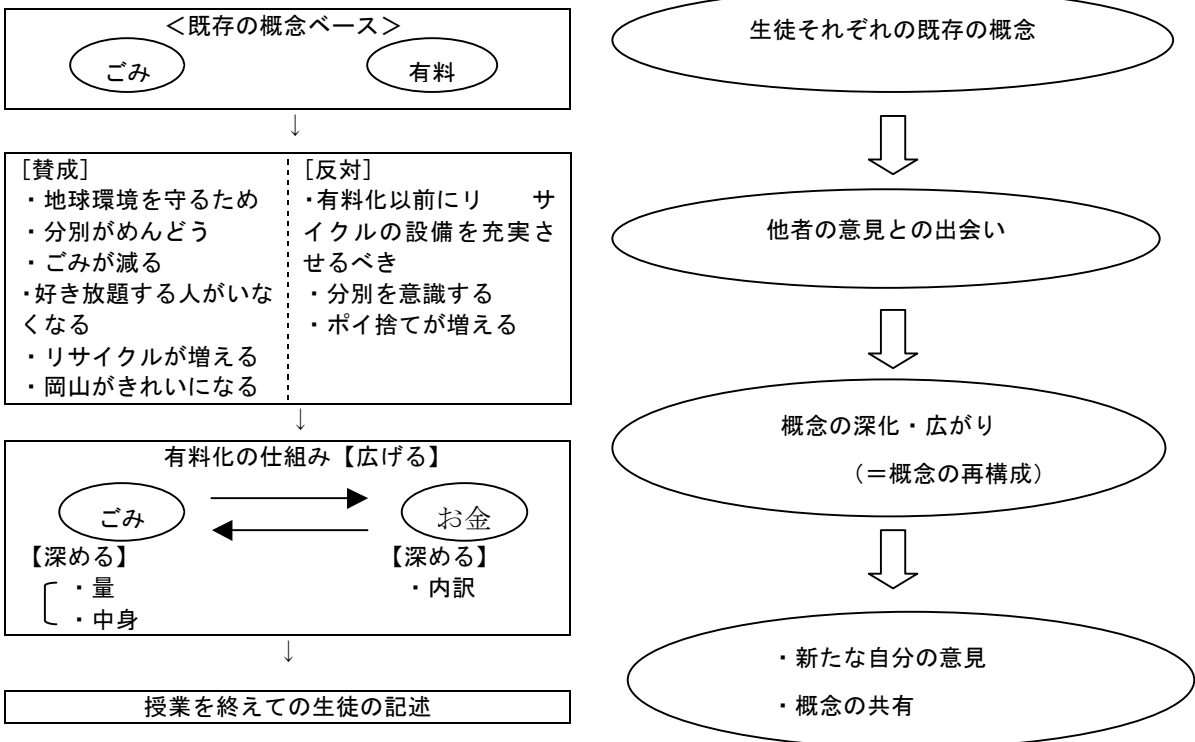 <既存の概念ベース>
ごみ
有料
↓
[賛成]
・地球環境を守るため
・分別がめんどう
・ごみが減る
・好き放題する人がいな
くなる
・リサイクルが増える
・岡山がきれいになる
[反対]
・有料化以前にリ　サ
イクルの設備を充実さ
せるべき
・分別を意識する
・ポイ捨てが増える
↓
有料化の仕組み【広げる】
ごみ
お金
【深める】
・量
・中身
【深める】
・内訳
↓
授業を終えての生徒の記述
生徒それぞれの既存の概念
他者の意見との出会い
概念の深化・広がり
(=概念の再構成)
・新たな自分の意見
・概念の共有